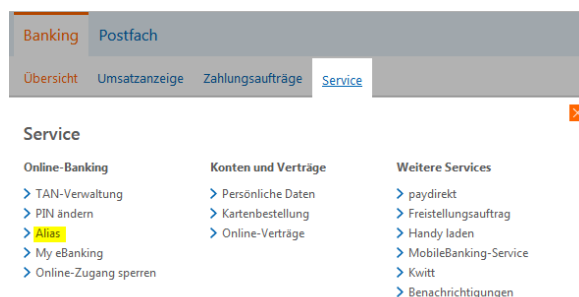 Banking Postfach
Übersicht Umsatzanzeige Zahlungsaufträge Service
Service
Online-Banking
TAN-Verwaltung
PIN ändern
Alias
My eBanking
Online-Zugang sperren
Konten und Verträge
Persönliche Daten
Kartenbestellung
Online-Verträge
Weitere Services
paydirekt
Freistellungsauftrag
Handy laden
MobileBanking-Service
Kwitt
Benachrichtigungen